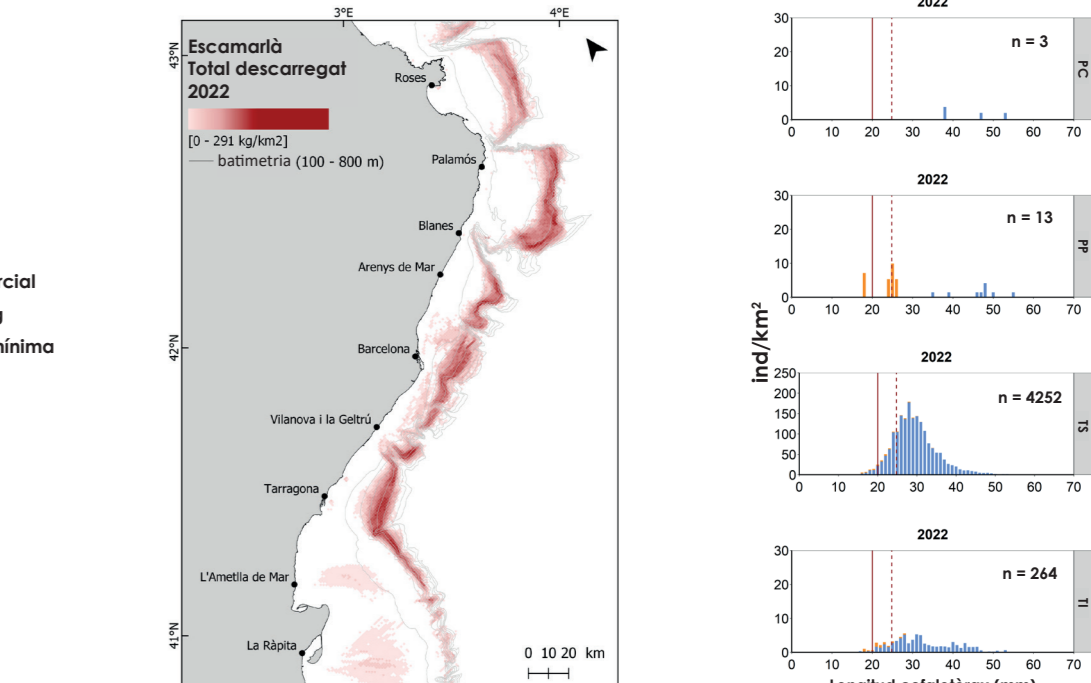 rcial
g
mínima
3°E
4°E
43°N
42°N
41°N
Escamarlà
Total descarregat
2022
[0 - 291 kg/km2]
batimetria (100 - 800 m)
Roses
Palamós
Blanes
Arenys de Mar
Barcelona
Vilanova i la Geltrú
Tarragona
L'Ametlla de Mar
La Ràpita
0 10 20 km
ind/km²
2022
n = 3
PC
30
20
10
0
0 10 20 30 40 50 60 70
2022
n = 13
PP
30
20
10
0
0 10 20 30 40 50 60 70
2022
n = 4252
TS
250
200
150
100
50
0
0 10 20 30 40 50 60 70
2022
n = 264
TI
30
20
10
0
0 10 20 30 40 50 60 70
Longitud cefalotòrax (mm)